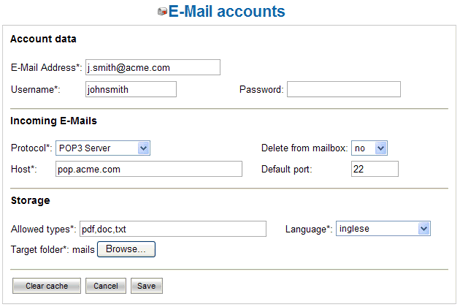 E-Mail accounts
Account data
E-Mail Address*: j.smith@acme.com
Username*: johnsmith Password:
Incoming E-Mails
Protocol*: POP3 Server Delete from mailbox: no
Host*: pop.acme.com Default port: 22
Storage
Allowed types*: pdf,doc,txt Language*: inglese
Target folder*: mails Browse...
Clear cache Cancel Save